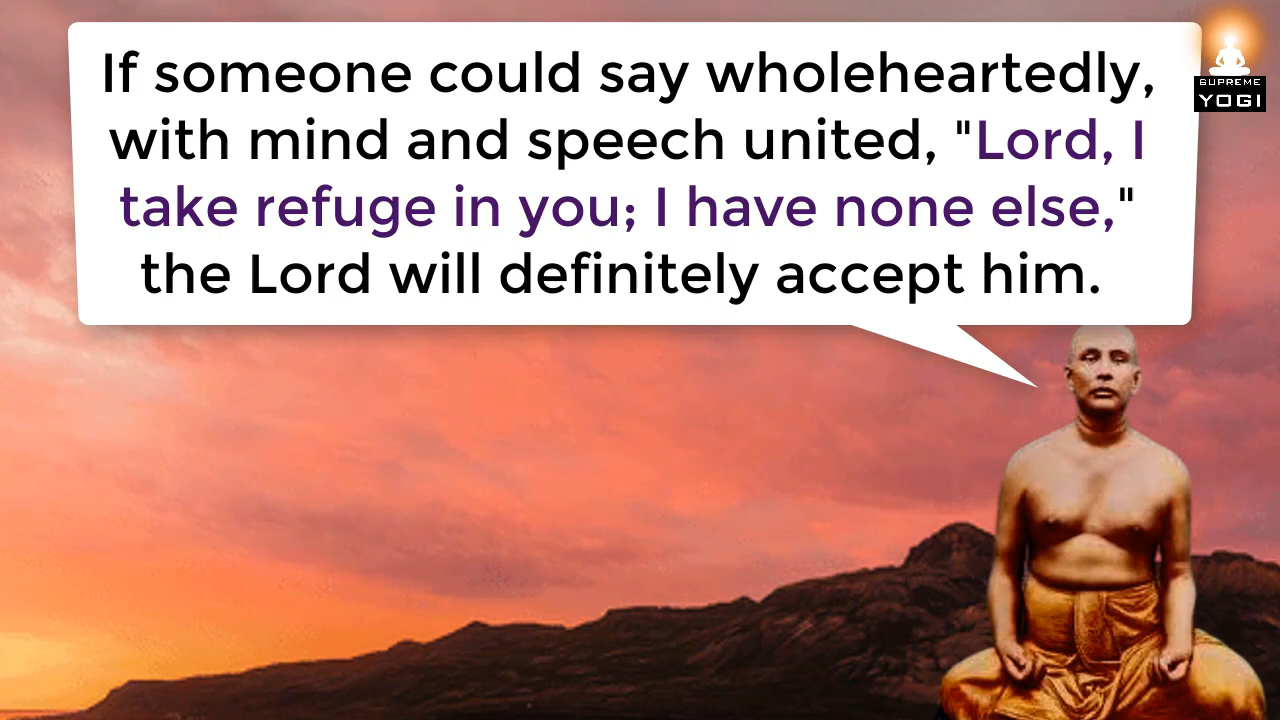 If someone could say wholeheartedly,
with mind and speech united, "Lord, I
take refuge in you; I have none else,"
the Lord will definitely accept him.
SUPREME
YOGI